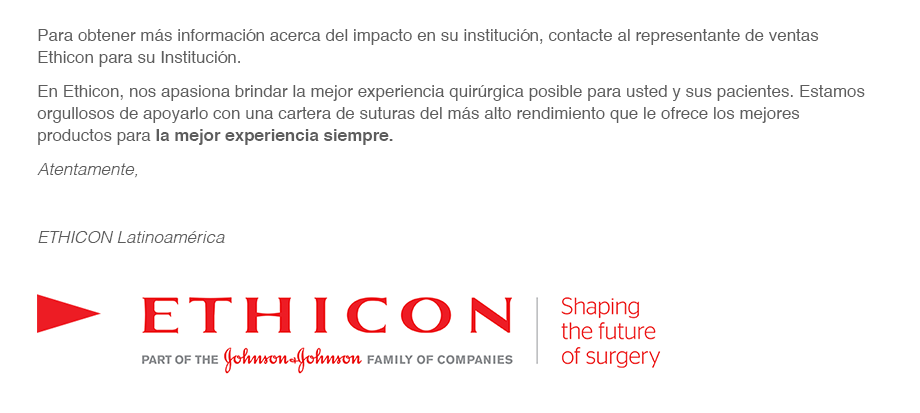 Para obtener más información acerca del impacto en su institución, contacte al representante de ventas
Ethicon para su Institución.
En Ethicon, nos apasiona brindar la mejor experiencia quirúrgica posible para usted y sus pacientes. Estamos
orgullosos de apoyarlo con una cartera de suturas del más alto rendimiento que le ofrece los mejores
productos para la mejor experiencia siempre.
Atentamente,
ETHICON Latinoamérica
ETHICON
PART OF THE Johnson & Johnson FAMILY OF COMPANIES
Shaping
the future
of surgery